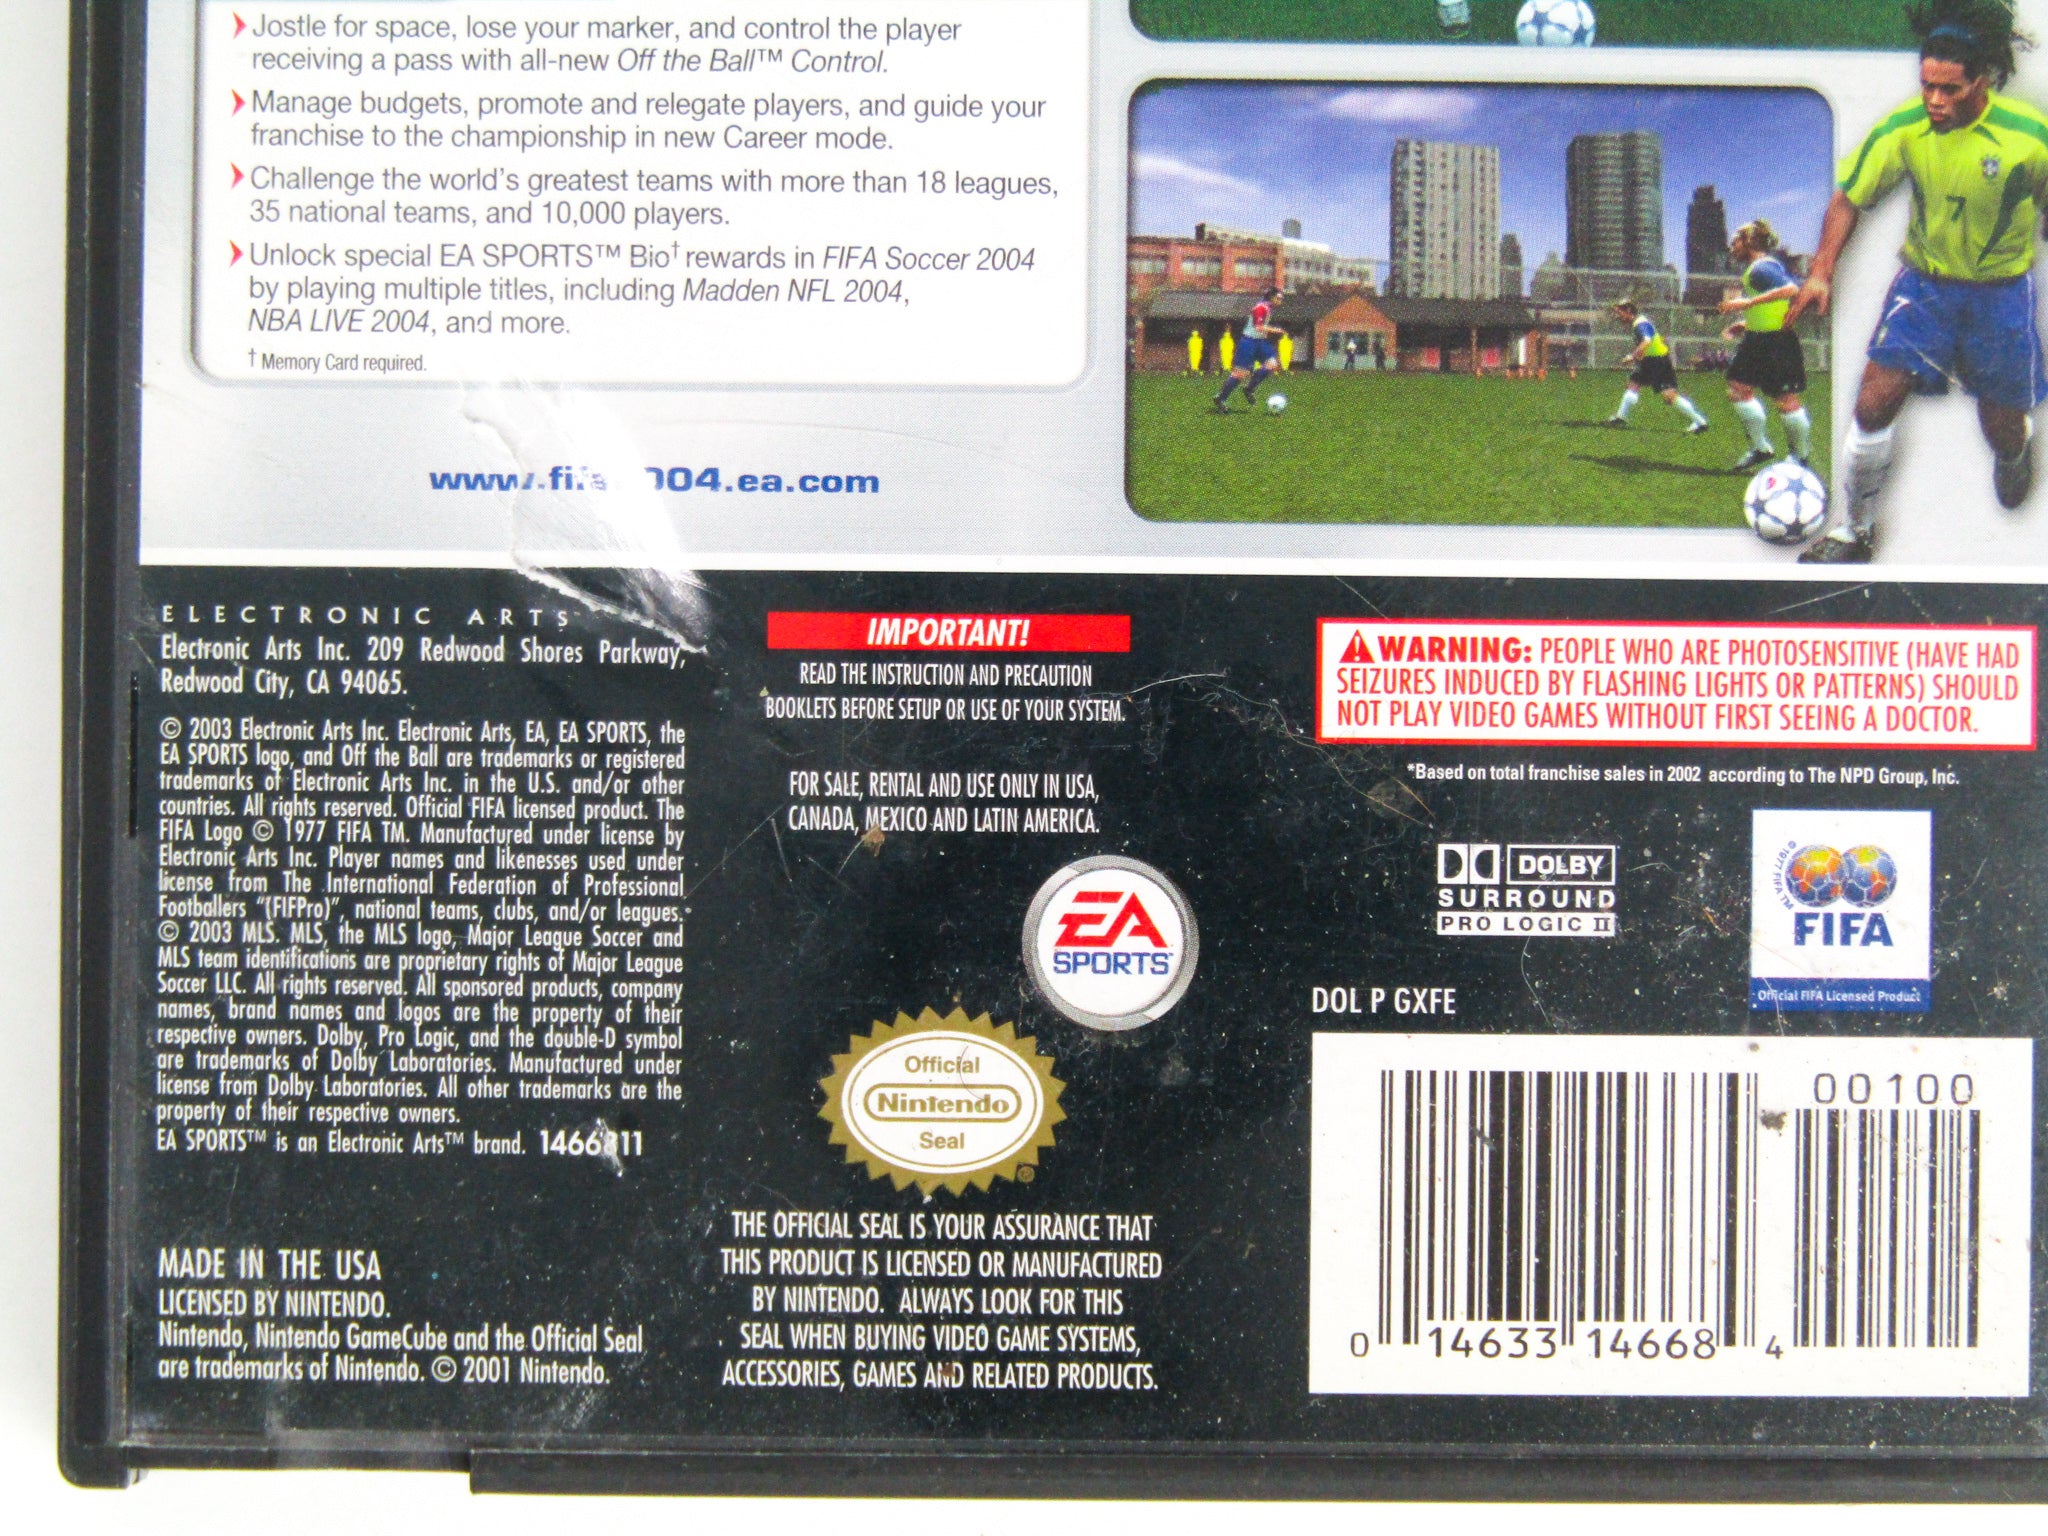 Jostle for space, lose your marker, and control the player
receiving a pass with all-new Off the Ball™ Control.
Manage budgets, promote and relegate players, and guide your
franchise to the championship in new Career mode.
Challenge the world's greatest teams with more than 18 leagues,
35 national teams, and 10,000 players.
Unlock special EA SPORTS™ Bio† rewards in FIFA Soccer 2004
by playing multiple titles, including Madden NFL 2004,
NBA LIVE 2004, and more.
† Memory Card required.
7
ELECTRONIC ARTS™
Electronic Arts Inc. 209 Redwood Shores Parkway,
Redwood City, CA 94065.
© 2003 Electronic Arts Inc. Electronic Arts, EA, EA SPORTS, the
EA SPORTS logo, and Off the Ball are trademarks or registered
trademarks of Electronic Arts Inc. in the U.S. and/or other
countries. All rights reserved. Official FIFA licensed product. The
FIFA Logo © 1977 FIFA TM. Manufactured under license by
Electronic Arts Inc. Player names and likenesses used under
license from The International Federation of Professional
Footballers "(FIFPro)", national teams, clubs, and/or leagues.
© 2003 MLS. MLS, the MLS logo, Major League Soccer and
MLS team identifications are proprietary rights of Major League
Soccer LLC. All rights reserved. All sponsored products, company
names, brand names and logos are the property of their
respective owners. Dolby, Pro Logic, and the double-D symbol
are trademarks of Dolby Laboratories. Manufactured under
license from Dolby Laboratories. All other trademarks are the
property of their respective owners.
EA SPORTS™ is an Electronic Arts™ brand.
MADE IN THE USA
LICENSED BY NINTENDO.
Nintendo, Nintendo GameCube and the Official Seal
are trademarks of Nintendo. © 2001 Nintendo.
IMPORTANT!
READ THE INSTRUCTION AND PRECAUTION
BOOKLETS BEFORE SETUP OR USE OF YOUR SYSTEM.
FOR SALE, RENTAL AND USE ONLY IN USA,
CANADA, MEXICO AND LATIN AMERICA.
EA
SPORTS™
Official
Nintendo
Seal
®
THE OFFICIAL SEAL IS YOUR ASSURANCE THAT
THIS PRODUCT IS LICENSED OR MANUFACTURED
BY NINTENDO. ALWAYS LOOK FOR THIS
SEAL WHEN BUYING VIDEO GAME SYSTEMS,
ACCESSORIES, GAMES AND RELATED PRODUCTS.
WARNING: PEOPLE WHO ARE PHOTOSENSITIVE (HAVE HAD
SEIZURES INDUCED BY FLASHING LIGHTS OR PATTERNS) SHOULD
NOT PLAY VIDEO GAMES WITHOUT FIRST SEEING A DOCTOR.
*Based on total franchise sales in 2002 according to The NPD Group, Inc.
DOLBY
SURROUND
PRO LOGIC II
© 1977 FIFA TM
FIFA
Official FIFA Licensed Product
DOL P GXFE
00100
0 14633 14668 4